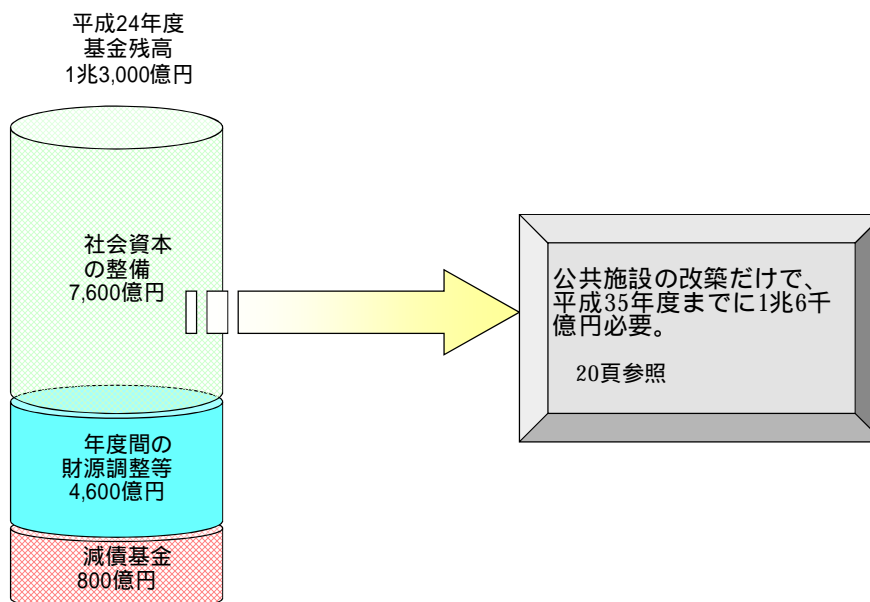 平成24年度
基金残高
1兆3,000億円
社会資本
の整備
7,600億円
年度間の
財源調整等
4,600億円
減債基金
800億円
公共施設の改築だけで、
平成35年度までに1兆6千
億円必要。
20頁参照